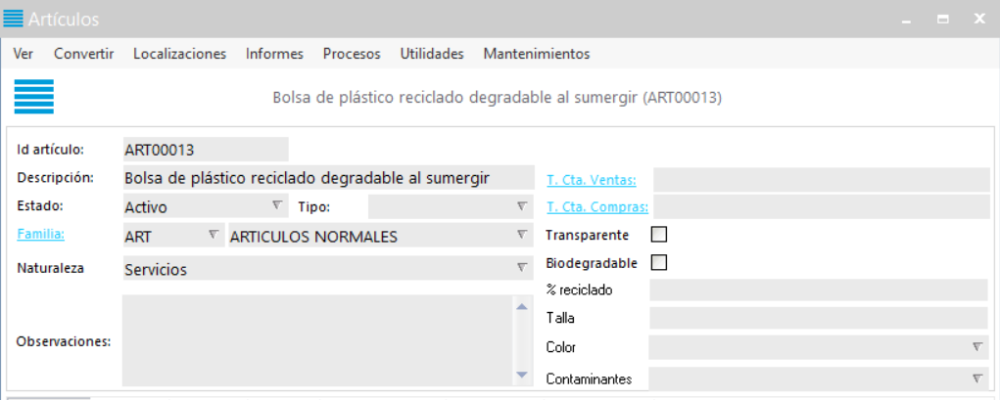 Artículos
Ver Convertir Localizaciones Informes Procesos Utilidades Mantenimientos
Bolsa de plástico reciclado degradable al sumergir (ART00013)
Id artículo: ART00013
Descripción: Bolsa de plástico reciclado degradable al sumergir T. Cta. Ventas:
Estado: Activo Tipo: T. Cta. Compras:
Familia: ART ARTICULOS NORMALES Transparente
Naturaleza Servicios Biodegradable
% reciclado
Talla
Observaciones: Color
Contaminantes